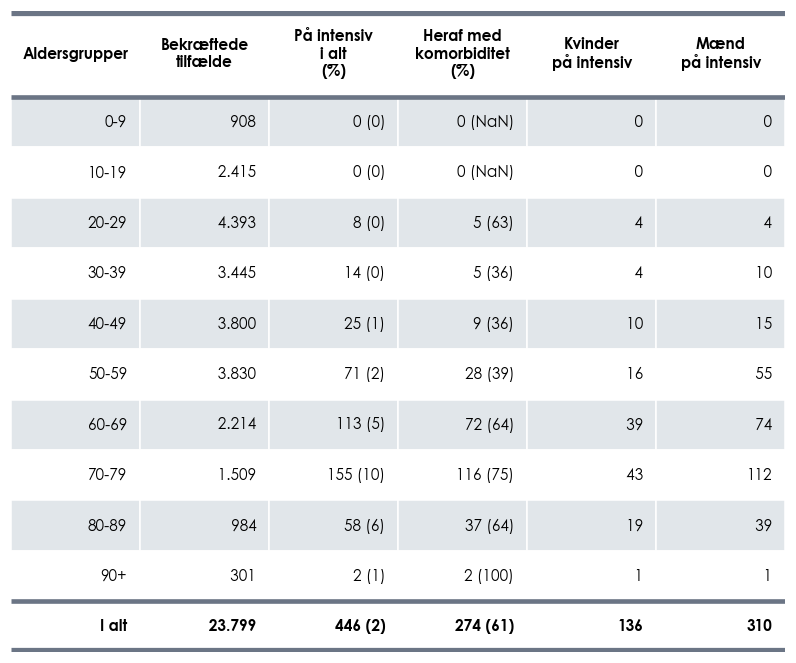 Aldersgrupper Bekræftede tilfælde På intensiv i alt (%) Heraf med komorbiditet (%) Kvinder på intensiv Mænd på intensiv
0-9 908 0 (0) 0 (NaN) 0 0
10-19 2.415 0 (0) 0 (NaN) 0 0
20-29 4.393 8 (0) 5 (63) 4 4
30-39 3.445 14 (0) 5 (36) 4 10
40-49 3.800 25 (1) 9 (36) 10 15
50-59 3.830 71 (2) 28 (39) 16 55
60-69 2.214 113 (5) 72 (64) 39 74
70-79 1.509 155 (10) 116 (75) 43 112
80-89 984 58 (6) 37 (64) 19 39
90+ 301 2 (1) 2 (100) 1 1
I alt 23.799 446 (2) 274 (61) 136 310